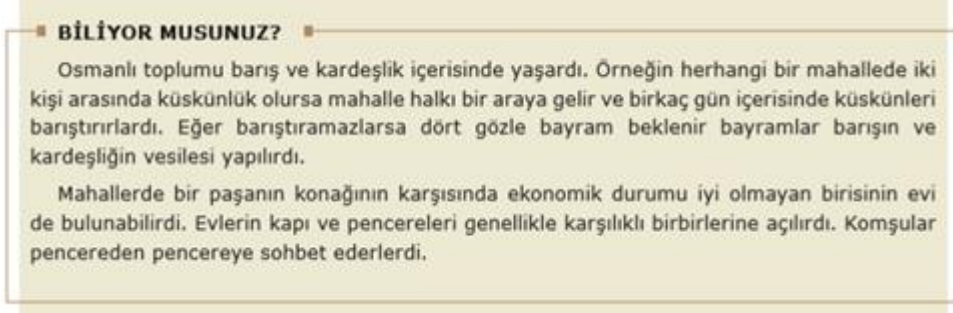 BİLİYOR MUSUNUZ?
Osmanlı toplumu barış ve kardeşlik içerisinde yaşardı. Örneğin herhangi bir mahallede iki
kişi arasında küskünlük olursa mahalle halkı bir araya gelir ve birkaç gün içerisinde küskünleri
barıştırırlardı. Eğer barıştıramazlarsa dört gözle bayram beklenir bayramlar barışın ve
kardeşliğin vesilesi yapılırdı.
Mahallerde bir paşanın konağının karşısında ekonomik durumu iyi olmayan birisinin evi
de bulunabilirdi. Evlerin kapı ve pencereleri genellikle karşılıklı birbirlerine açılırdı. Komşular
pencereden pencereye sohbet ederlerdi.